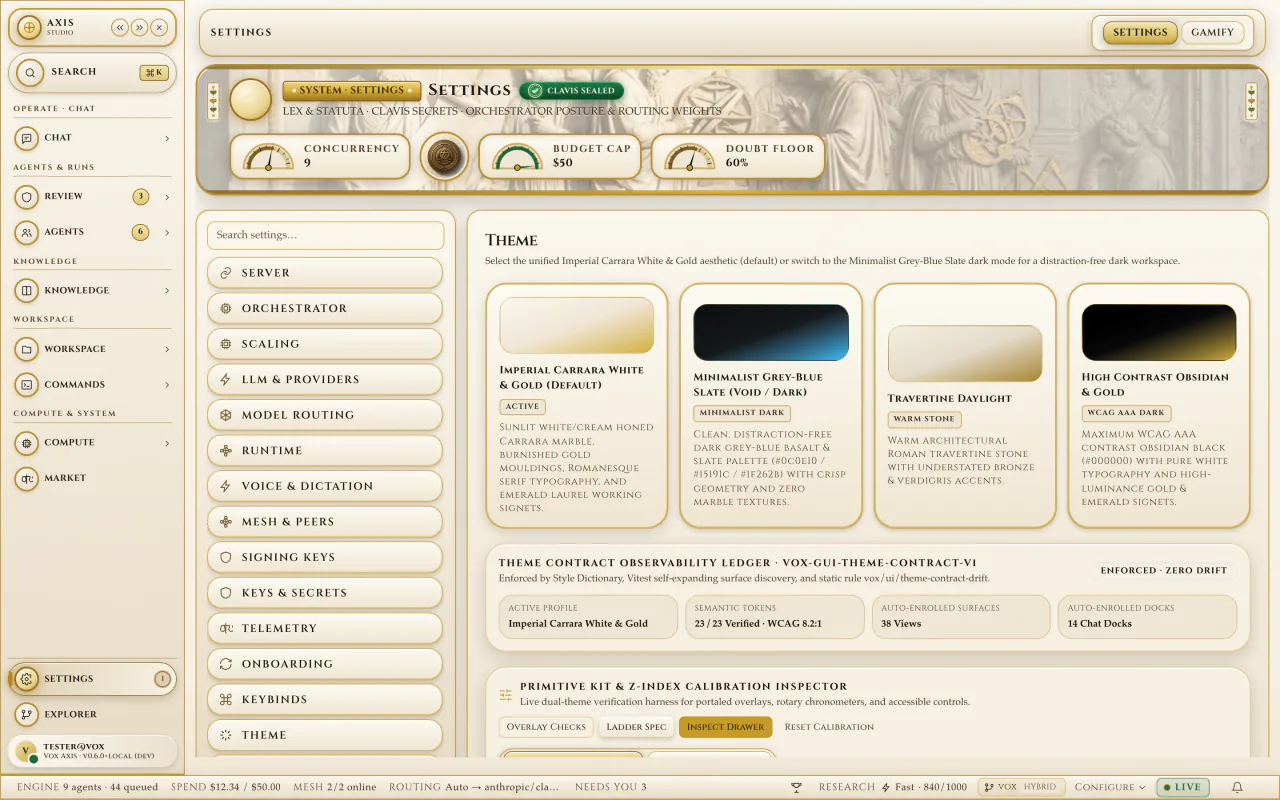 AXIS
STUDIO
SEARCH
⌘K
OPERATE · CHAT
CHAT
AGENTS & RUNS
REVIEW 3
AGENTS 6
KNOWLEDGE
KNOWLEDGE
WORKSPACE
WORKSPACE
COMMANDS
COMPUTE & SYSTEM
COMPUTE
MARKET
SETTINGS 1
EXPLORER
V
TESTER@VOX
VOX AXIS · V0.6.0+LOCAL (DEV)
SETTINGS
SETTINGS GAMIFY
• SYSTEM · SETTINGS • SETTINGS CLAVIS SEALED
LEX & STATUTA · CLAVIS SECRETS · ORCHESTRATOR POSTURE & ROUTING WEIGHTS
CONCURRENCY
9
BUDGET CAP
$50
DOUBT FLOOR
60%
Search settings…
SERVER
ORCHESTRATOR
SCALING
LLM & PROVIDERS
MODEL ROUTING
RUNTIME
VOICE & DICTATION
MESH & PEERS
SIGNING KEYS
KEYS & SECRETS
TELEMETRY
ONBOARDING
KEYBINDS
THEME
THEME
Select the unified Imperial Carrara White & Gold aesthetic (default) or switch to the Minimalist Grey-Blue Slate dark mode for a distraction-free dark workspace.
IMPERIAL CARRARA WHITE
& GOLD (DEFAULT)
ACTIVE
SUNLIT WHITE/CREAM HONED
CARRARA MARBLE,
BURNISHED GOLD
MOULDINGS, ROMANESQUE
SERIF TYPOGRAPHY, AND
EMERALD LAUREL WORKING
SIGNETS.
MINIMALIST GREY-BLUE
SLATE (VOID / DARK)
MINIMALIST DARK
CLEAN, DISTRACTION-FREE
DARK GREY-BLUE BASALT &
SLATE PALETTE (#0C0E10 /
#15191C / #1F262B) WITH CRISP
GEOMETRY AND ZERO
MARBLE TEXTURES.
TRAVERTINE DAYLIGHT
WARM STONE
WARM ARCHITECTURAL
ROMAN TRAVERTINE STONE
WITH UNDERSTATED BRONZE
& VERDIGRIS ACCENTS.
HIGH CONTRAST OBSIDIAN
& GOLD
WCAG AAA DARK
MAXIMUM WCAG AAA
CONTRAST OBSIDIAN BLACK
(#000000) WITH PURE WHITE
TYPOGRAPHY AND HIGH-
LUMINANCE GOLD &
EMERALD SIGNETS.
THEME CONTRACT OBSERVABILITY LEDGER · VOX-GUI-THEME-CONTRACT-V1
Enforced by Style Dictionary, Vitest self-expanding surface discovery, and static rule vox/ui/theme-contract-drift.
ENFORCED · ZERO DRIFT
ACTIVE PROFILE
Imperial Carrara White & Gold
SEMANTIC TOKENS
23/23 Verified · WCAG 8.2:1
AUTO-ENROLLED SURFACES
38 Views
AUTO-ENROLLED DOCKS
14 Chat Docks
PRIMITIVE KIT & Z-INDEX CALIBRATION INSPECTOR
Live dual-theme verification harness for portaled overlays, rotary chronometers, and accessible controls.
OVERLAY CHECKS LADDER SPEC INSPECT DRAWER RESET CALIBRATION
ENGINE 9 agents · 44 queued SPEND $12.34 / $50.00 MESH 2/2 online ROUTING Auto → anthropic/cla… NEEDS YOU 3 RESEARCH Fast · 840/1000 VOX HYBRID CONFIGURE LIVE